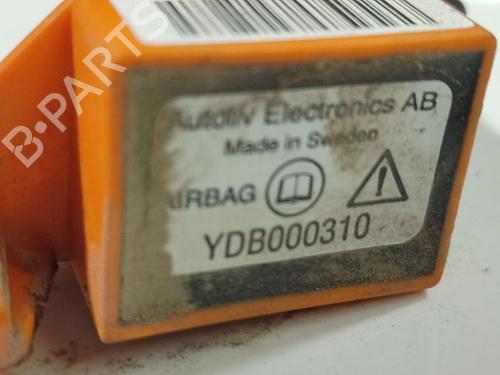 B-PARTS
Autoliv Electronics AB
Made in Sweden
AIRBAG
YDB000310